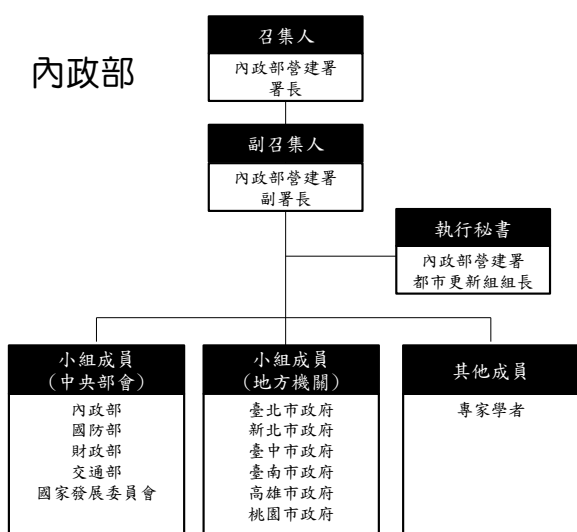 內政部
召集人
內政部營建署
署長
副召集人
內政部營建署
副署長
執行秘書
內政部營建署
都市更新組組長
小組成員
（中央部會）
內政部
國防部
財政部
交通部
國家發展委員會
小組成員
（地方機關）
臺北市政府
新北市政府
臺中市政府
臺南市政府
高雄市政府
桃園市政府
其他成員
專家學者